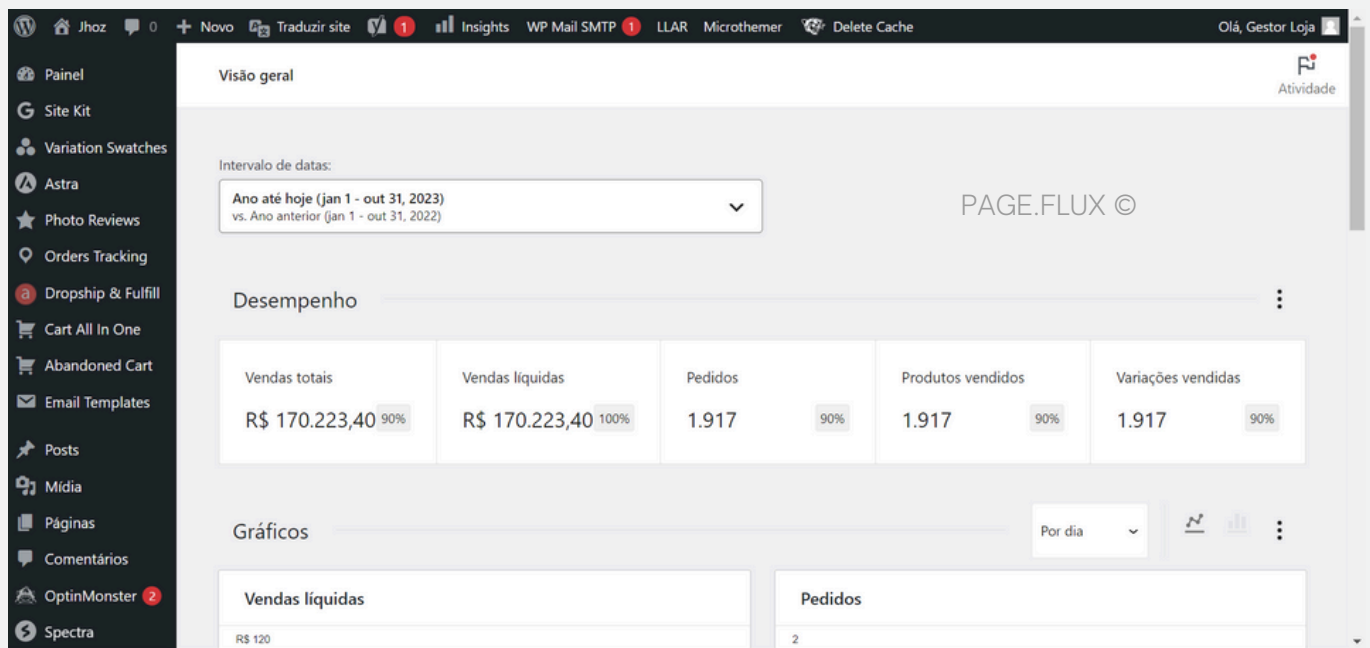 Jhoz 0 Novo Traduzir site 1 Insights WP Mail SMTP 1 LLAR Microthemer Delete Cache Olá, Gestor Loja
Painel
Site Kit
Variation Swatches
Astra
Photo Reviews
Orders Tracking
Dropship & Fulfill
Cart All In One
Abandoned Cart
Email Templates
Posts
Mídia
Páginas
Comentários
OptinMonster 2
Spectra
Visão geral
Atividade
Intervalo de datas:
Ano até hoje (jan 1 - out 31, 2023)
vs. Ano anterior (jan 1 - out 31, 2022)
PAGE.FLUX ©
Desempenho
Vendas totais
R$ 170.223,40 90%
Vendas líquidas
R$ 170.223,40 100%
Pedidos
1.917 90%
Produtos vendidos
1.917 90%
Variações vendidas
1.917 90%
Gráficos
Por dia
Vendas líquidas
R$ 120
Pedidos
2